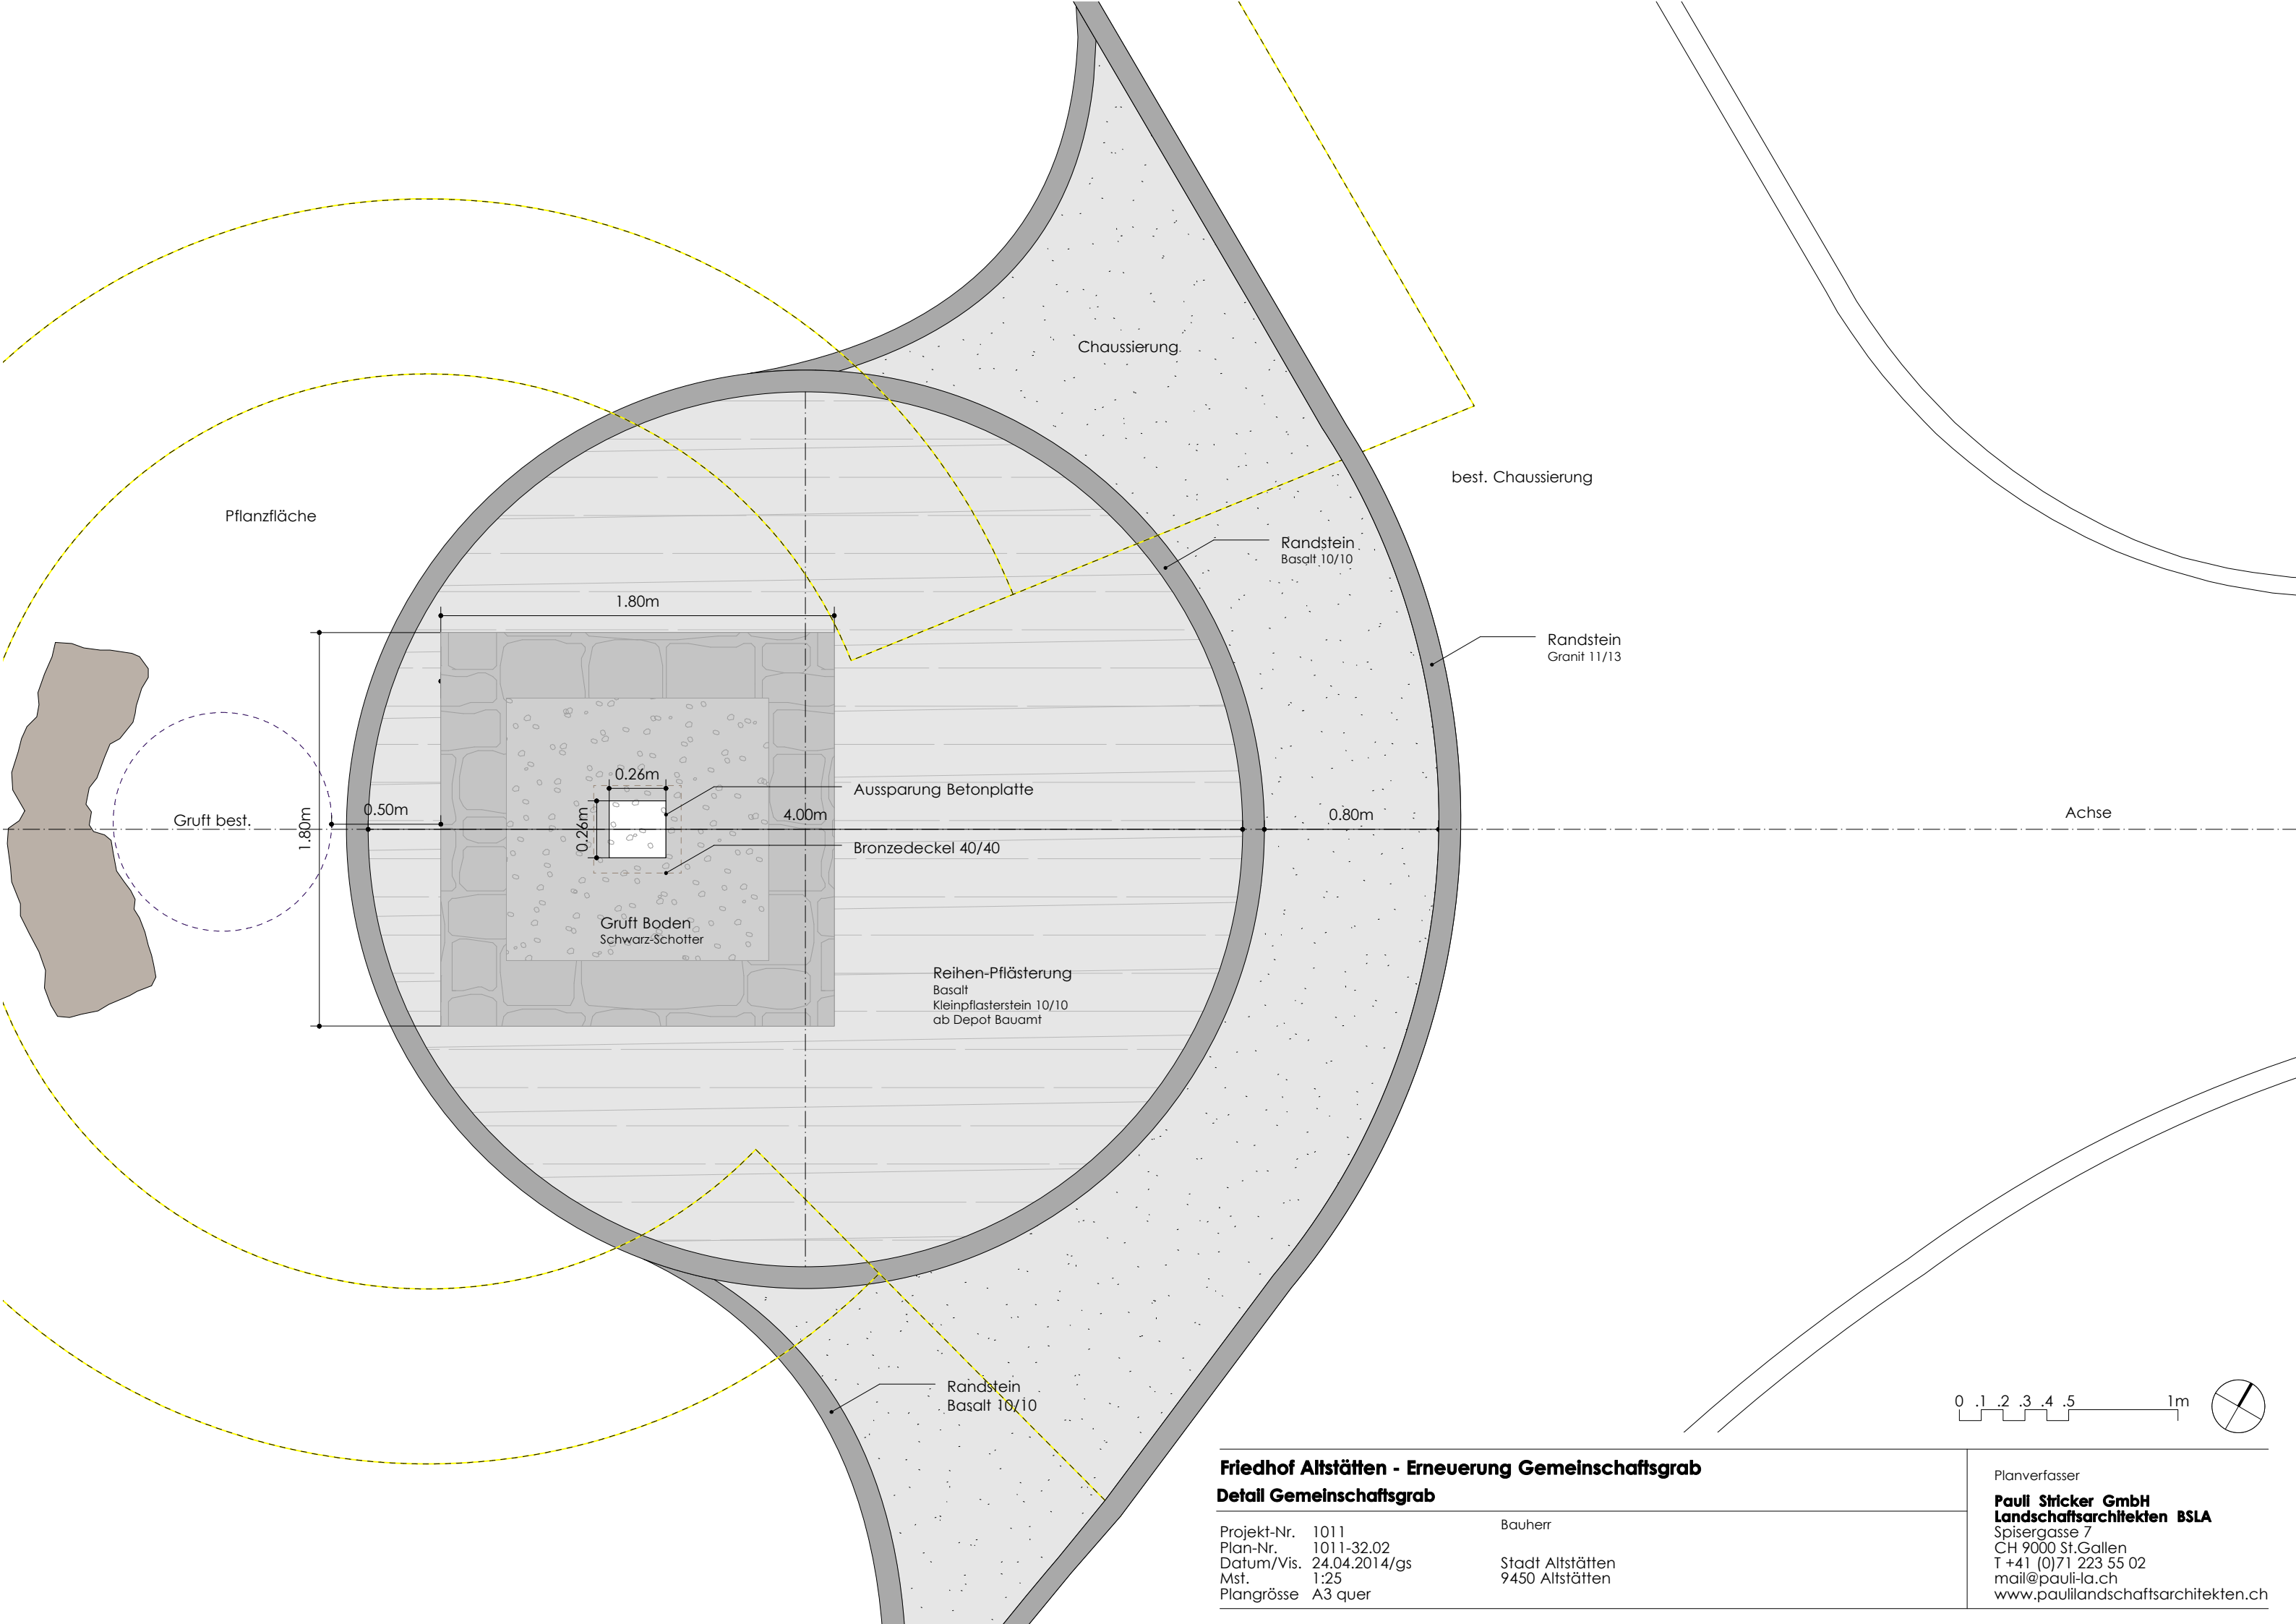 Chaussierung
best. Chaussierung
Pflanzfläche
Randstein
Basalt 10/10
1.80m
Randstein
Granit 11/13
0.26m
Aussparung Betonplatte
0.50m
Gruft best.
1.80m
0.26m
4.00m
0.80m
Achse
Bronzedeckel 40/40
Gruft Boden
Schwarz-Schotter
Reihen-Pflästerung
Basalt
Kleinpflasterstein 10/10
ab Depot Bauamt
Randstein
Basalt 10/10
0 .1 .2 .3 .4 .5 1m
Friedhof Altstätten - Erneuerung Gemeinschaftsgrab
Detail Gemeinschaftsgrab
Projekt-Nr. 1011
Plan-Nr. 1011-32.02
Datum/Vis. 24.04.2014/gs
Mst. 1:25
Plangrösse A3 quer
Bauherr
Stadt Altstätten
9450 Altstätten
Planverfasser
Pauli Stricker GmbH
Landschaftsarchitekten BSLA
Spisergasse 7
CH 9000 St.Gallen
T +41 (0)71 223 55 02
mail@pauli-la.ch
www.paulilandschaftsarchitekten.ch